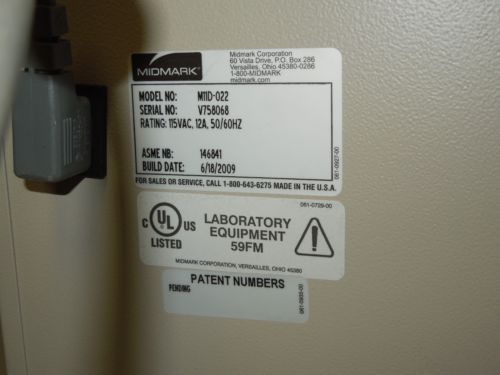 MIDMARK®
Midmark Corporation
60 Vista Drive, P.O. Box 286
Versailles, Ohio 45380-0286
1-800-MIDMARK
midmark.com
MODEL NO: M11D-022
SERIAL NO: V758068
RATING: 115VAC, 12A, 50/60HZ
ASME NB: 146841
BUILD DATE: 6/18/2009
FOR SALES OR SERVICE, CALL 1-800-643-6275 MADE IN THE U.S.A.
061-0927-00
C UL US
LISTED
LABORATORY
EQUIPMENT
59FM
!
061-0729-00
MIDMARK CORPORATION, VERSAILLES, OHIO 45380
PATENT NUMBERS
PENDING
061-0935-00